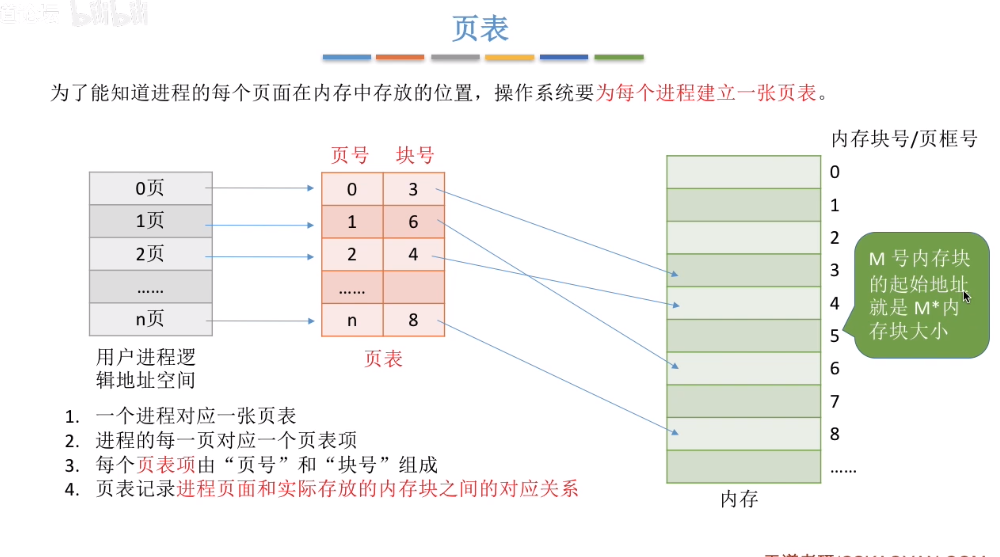 bilibili
页表
为了能知道进程的每个页面在内存中存放的位置，操作系统要为每个进程建立一张页表。
内存块号/页框号
页号 块号
0页
1页
2页
……
n页
0 3
1 6
2 4
……
n 8
0
1
2
3
4
5
6
7
8
……
M 号内存块
的起始地址
就是 M*内
存块大小
用户进程逻
辑地址空间
页表
内存
1. 一个进程对应一张页表
2. 进程的每一页对应一个页表项
3. 每个页表项由“页号”和“块号”组成
4. 页表记录进程页面和实际存放的内存块之间的对应关系